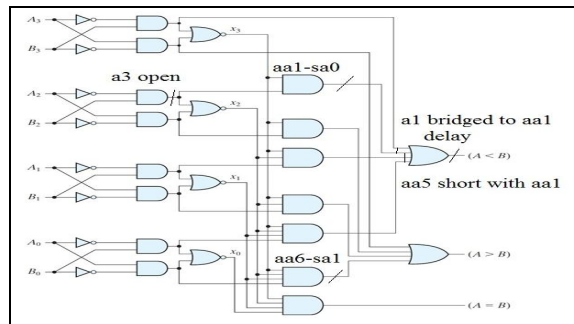 A3
x3
B3
a3 open
aa1-sa0
A2
x2
B2
a1 bridged to aa1
delay
(A < B)
A1
x1
B1
aa5 short with aa1
A0
x0
B0
aa6-sa1
(A > B)
(A = B)